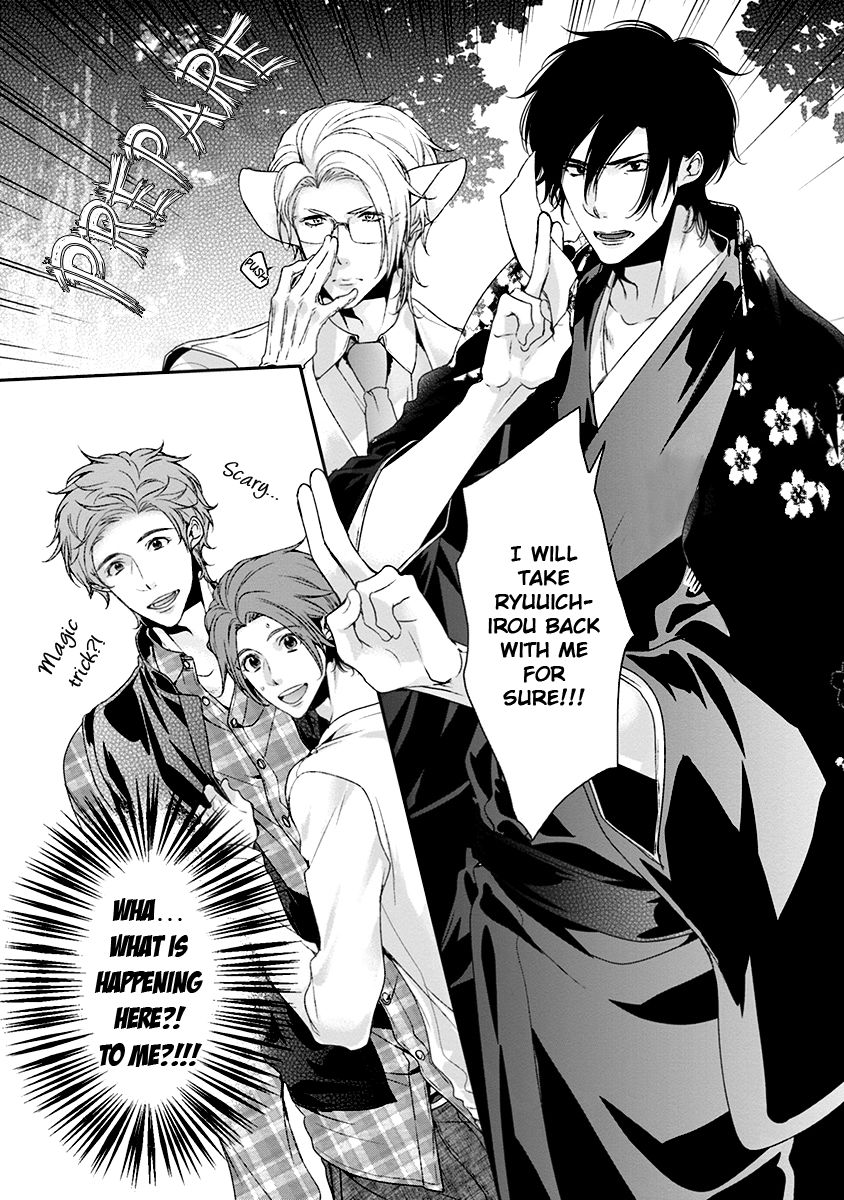 PREPARE
PUSH
I WILL
TAKE
RYUUICH-
IROU BACK
WITH ME
FOR
SURE!!!
Scary...
Magic
trick?!
WHA...
WHAT IS
HAPPENING
HERE?!
TO ME?!!!